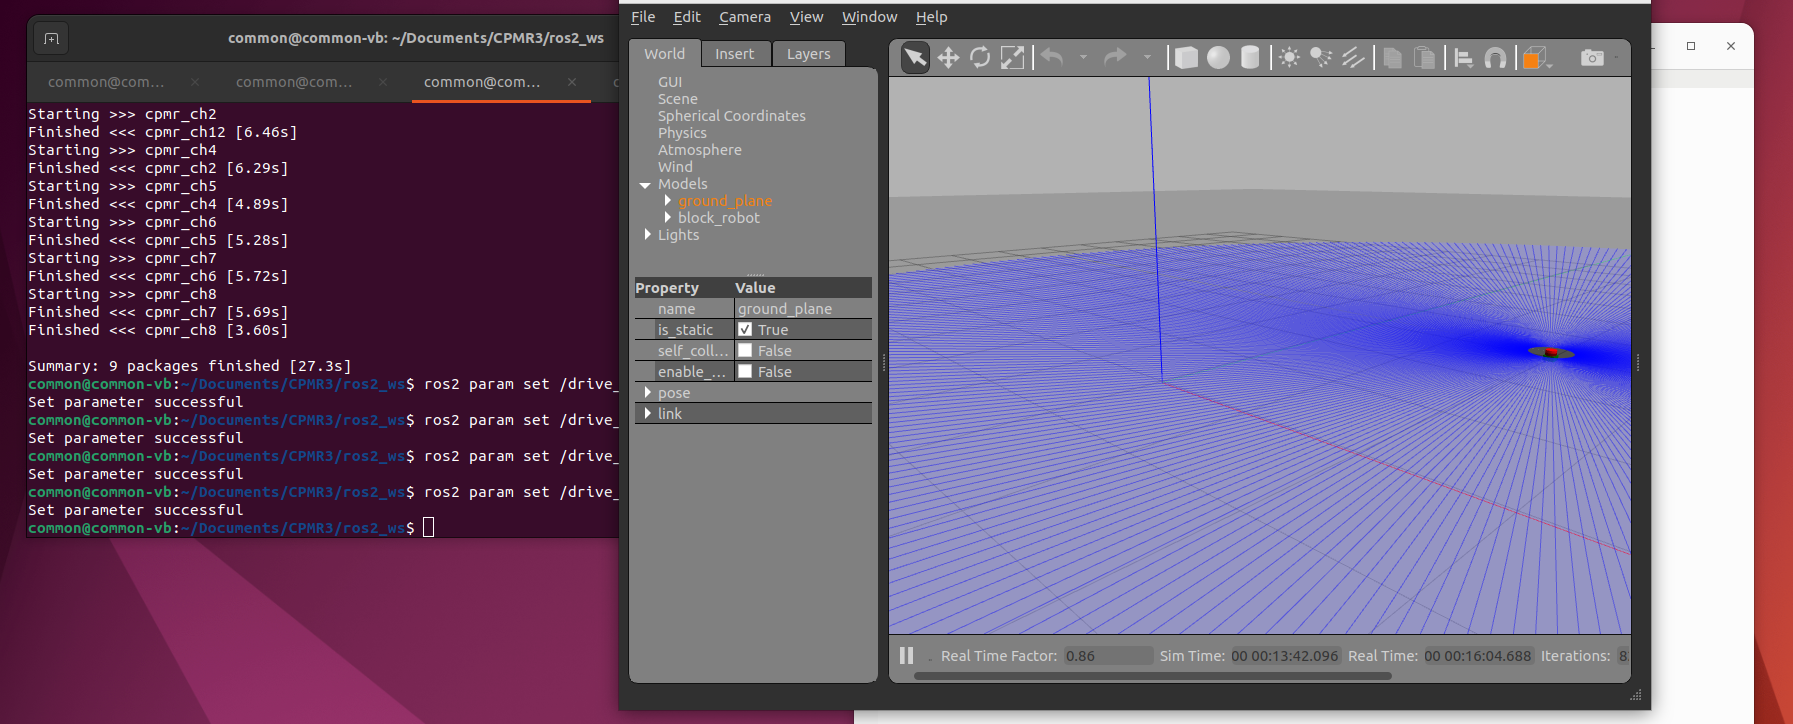 common@common-vb: ~/Documents/CPMR3/ros2_ws
common@com...
common@com...
common@com...
Starting >>> cpmr_ch2
Finished <<< cpmr_ch12 [6.46s]
Starting >>> cpmr_ch4
Finished <<< cpmr_ch2 [6.29s]
Starting >>> cpmr_ch5
Finished <<< cpmr_ch4 [4.89s]
Starting >>> cpmr_ch6
Finished <<< cpmr_ch5 [5.28s]
Starting >>> cpmr_ch7
Finished <<< cpmr_ch6 [5.72s]
Starting >>> cpmr_ch8
Finished <<< cpmr_ch7 [5.69s]
Finished <<< cpmr_ch8 [3.60s]
Summary: 9 packages finished [27.3s]
common@common-vb:~/Documents/CPMR3/ros2_ws$ ros2 param set /drive_
Set parameter successful
common@common-vb:~/Documents/CPMR3/ros2_ws$ ros2 param set /drive_
Set parameter successful
common@common-vb:~/Documents/CPMR3/ros2_ws$ ros2 param set /drive_
Set parameter successful
common@common-vb:~/Documents/CPMR3/ros2_ws$ ros2 param set /drive_
Set parameter successful
common@common-vb:~/Documents/CPMR3/ros2_ws$
File Edit Camera View Window Help
World Insert Layers
GUI
Scene
Spherical Coordinates
Physics
Atmosphere
Wind
Models
ground_plane
block_robot
Lights
Property Value
name ground_plane
is_static True
self_coll... False
enable_... False
pose
link
Real Time Factor: 0.86 Sim Time: 00 00:13:42.096 Real Time: 00 00:16:04.688 Iterations: